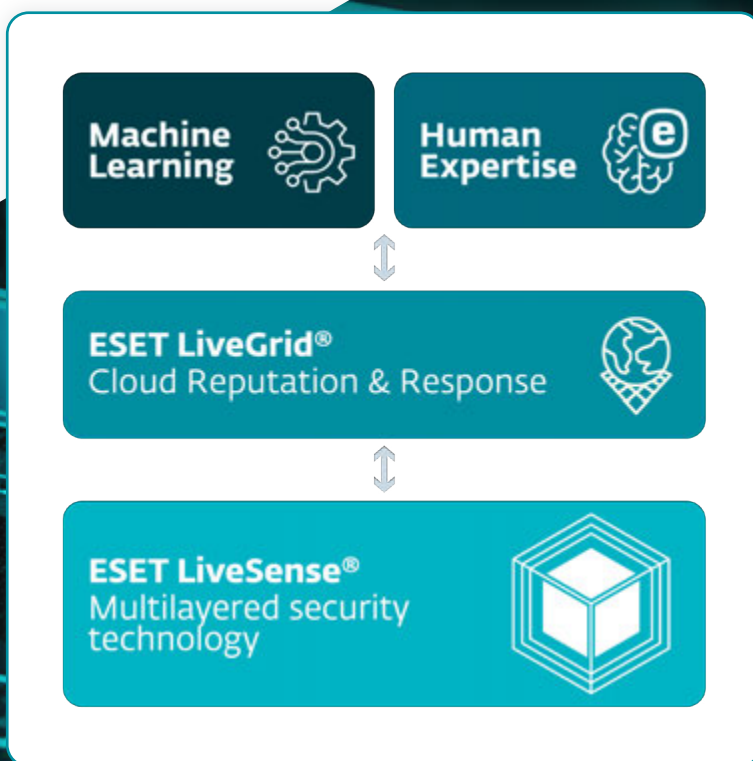 Machine
Learning
Human
Expertise
e
ESET LiveGrid®
Cloud Reputation & Response
ESET LiveSense®
Multilayered security
technology